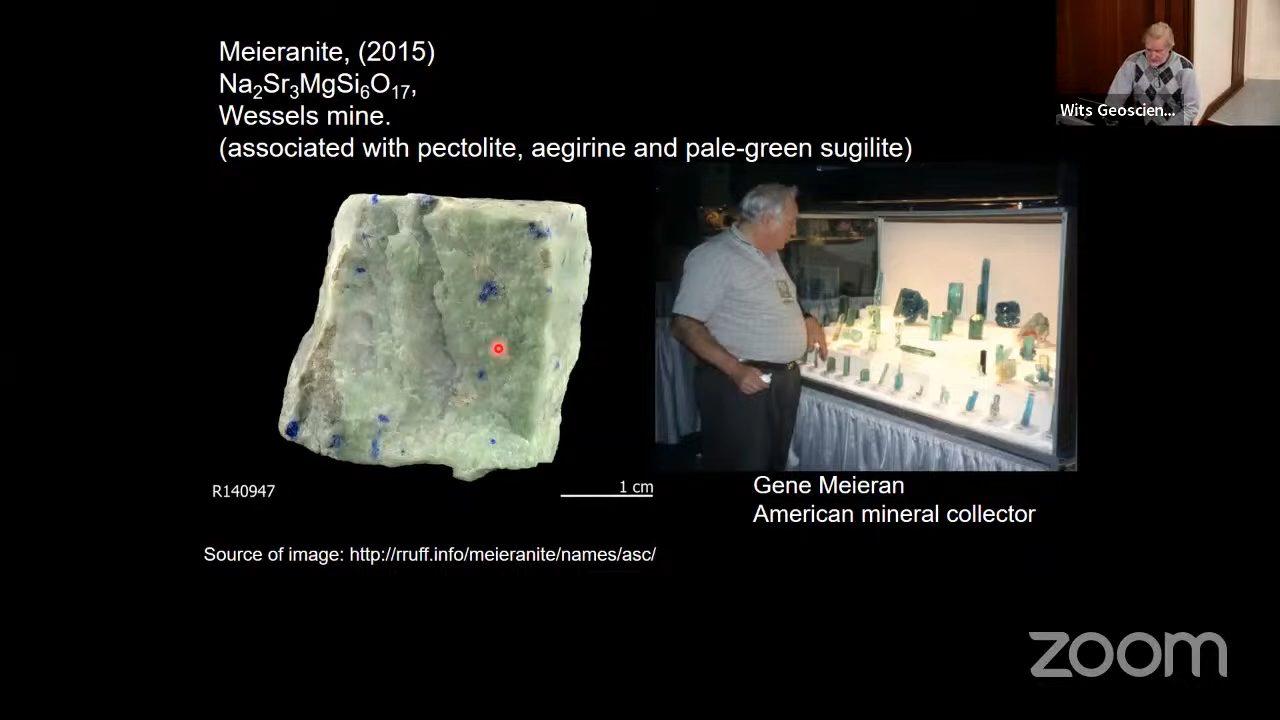 Meieranite, (2015)
Na₂Sr₃MgSi₆O₁₇,
Wessels mine.
(associated with pectolite, aegirine and pale-green sugilite)
Wits Geoscien...
R140947
1 cm
Gene Meieran
American mineral collector
Source of image: http://rruff.info/meieranite/names/asc/
zoom